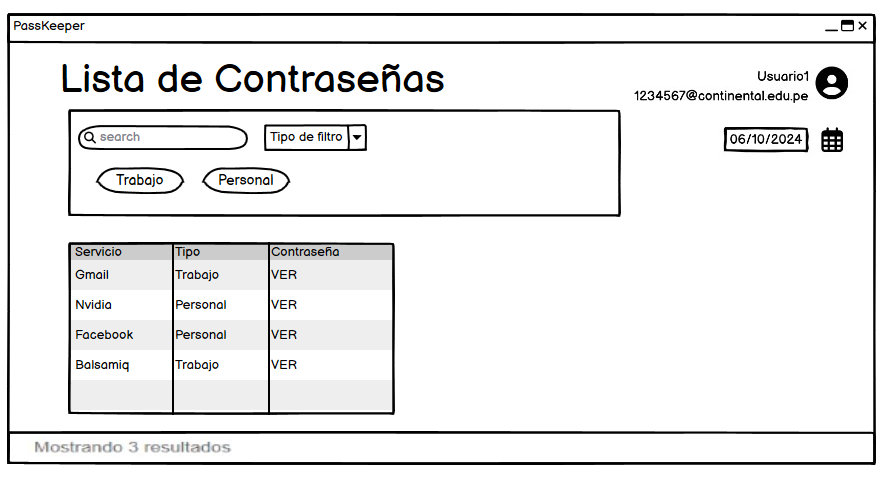 PassKeeper
Lista de Contraseñas
Usuario1
1234567@continental.edu.pe
search
Tipo de filtro
06/10/2024
Trabajo
Personal
Servicio Tipo Contraseña
Gmail Trabajo VER
Nvidia Personal VER
Facebook Personal VER
Balsamiq Trabajo VER
Mostrando 3 resultados